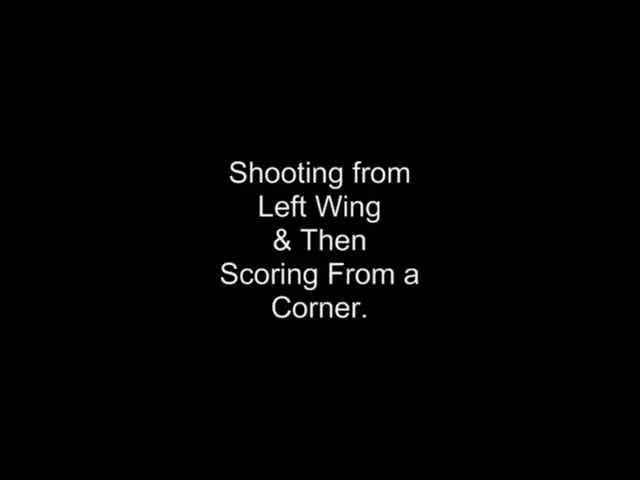 Shooting from
Left Wing
& Then
Scoring From a
Corner.